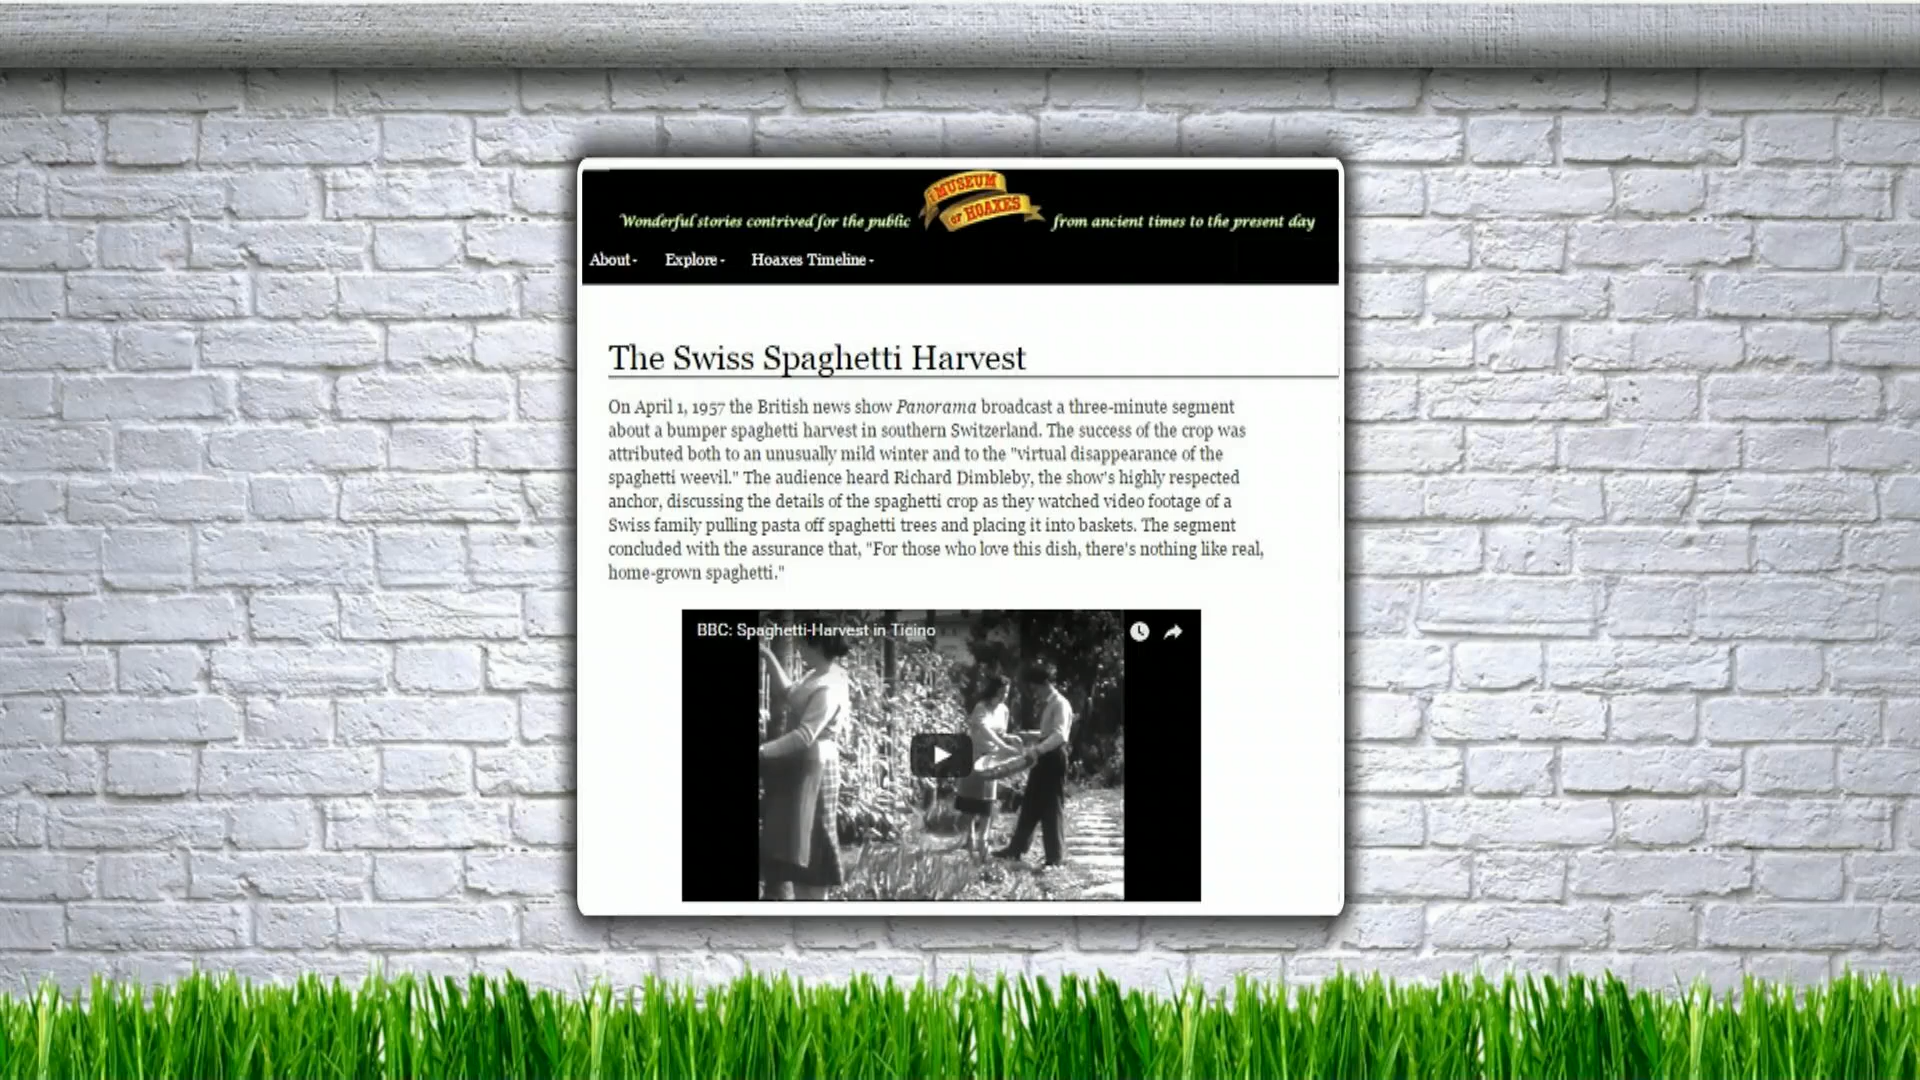 MUSEUM
OF HOAXES
Wonderful stories contrived for the public
from ancient times to the present day
About
Explore
Hoaxes Timeline
The Swiss Spaghetti Harvest
On April 1, 1957 the British news show Panorama broadcast a three-minute segment
about a bumper spaghetti harvest in southern Switzerland. The success of the crop was
attributed both to an unusually mild winter and to the "virtual disappearance of the
spaghetti weevil." The audience heard Richard Dimbleby, the show's highly respected
anchor, discussing the details of the spaghetti crop as they watched video footage of a
Swiss family pulling pasta off spaghetti trees and placing it into baskets. The segment
concluded with the assurance that, "For those who love this dish, there's nothing like real,
home-grown spaghetti."
BBC: Spaghetti-Harvest in Ticino